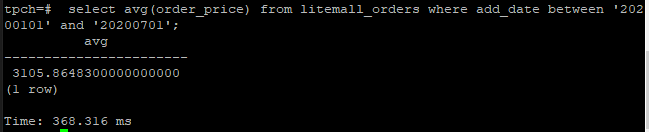 tpch=#  select avg(order_price) from litemall_orders where add_date between '202
00101' and '20200701';
avg
-----------------------
3105.8648300000000000
(1 row)
Time: 368.316 ms